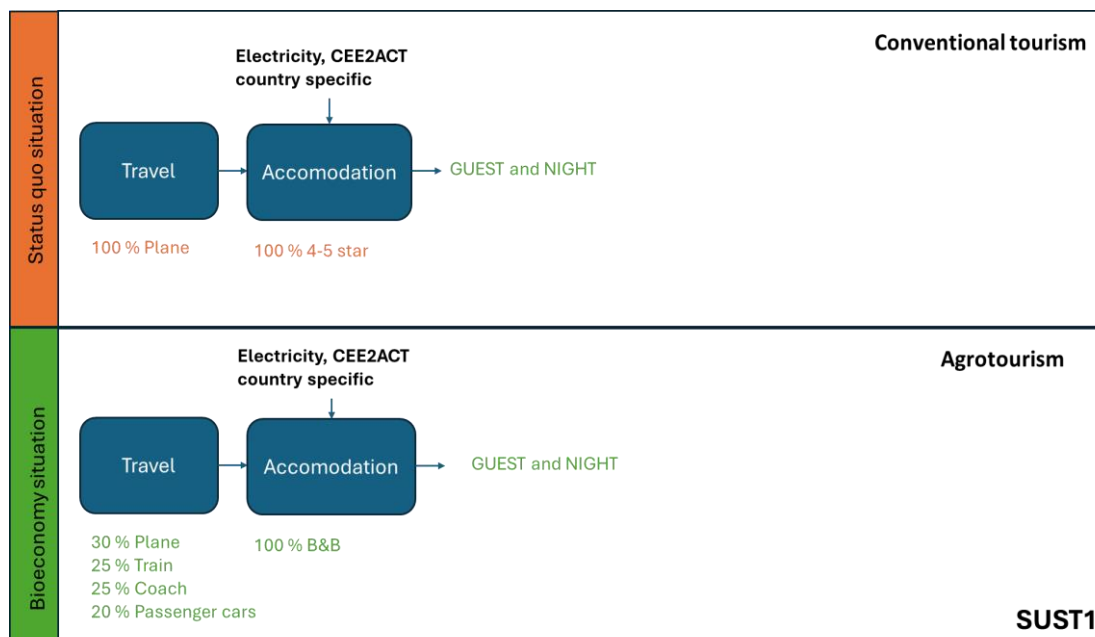 Status quo situation
Conventional tourism
Electricity, CEE2ACT
country specific
Travel
Accomodation
GUEST and NIGHT
100 % Plane
100 % 4-5 star
Bioeconomy situation
Agrotourism
Electricity, CEE2ACT
country specific
Travel
Accomodation
GUEST and NIGHT
30 % Plane
25 % Train
25 % Coach
20 % Passenger cars
100 % B&B
SUST1